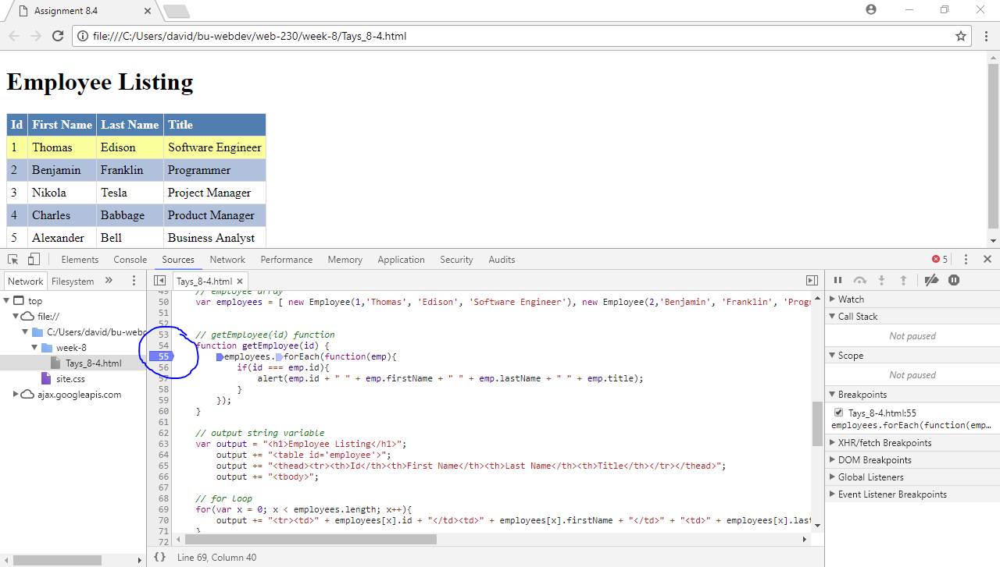 Assignment 8.4
file:///C:/Users/david/bu-webdev/web-230/week-8/Tays_8-4.html
Employee Listing
Id First Name Last Name Title
1 Thomas Edison Software Engineer
2 Benjamin Franklin Programmer
3 Nikola Tesla Project Manager
4 Charles Babbage Product Manager
5 Alexander Bell Business Analyst
Elements Console Sources Network Performance Memory Application Security Audits 5
Network Filesystem »
top
file://
C:/Users/david/bu-webd
week-8
Tays_8-4.html
site.css
ajax.googleapis.com
Tays_8-4.html
49 // employee array
50 var employees = [ new Employee(1,'Thomas', 'Edison', 'Software Engineer'), new Employee(2,'Benjamin', 'Franklin', 'Progr
51
52
53 // getEmployee(id) function
54 function getEmployee(id) {
55 employees.forEach(function(emp){
56 if(id === emp.id){
57 alert(emp.id + " " + emp.firstName + " " + emp.lastName + " " + emp.title);
58 }
59 });
60 }
61
62 // output string variable
63 var output = "<h1>Employee Listing</h1>";
64 output += "<table id='employee'>";
65 output += "<thead><tr><th>Id</th><th>First Name</th><th>Last Name</th><th>Title</th></tr></thead>";
66 output += "<tbody>";
67
68 // for loop
69 for(var x = 0; x < employees.length; x++){
70 output += "<tr><td>" + employees[x].id + "</td><td>" + employees[x].firstName + "</td>" + "<td>" + employees[x].last
71 }
72
{} Line 69, Column 40
Watch
Call Stack
Not paused
Scope
Not paused
Breakpoints
Tays_8-4.html:55
employees.forEach(function(emp…
XHR/fetch Breakpoints
DOM Breakpoints
Global Listeners
Event Listener Breakpoints